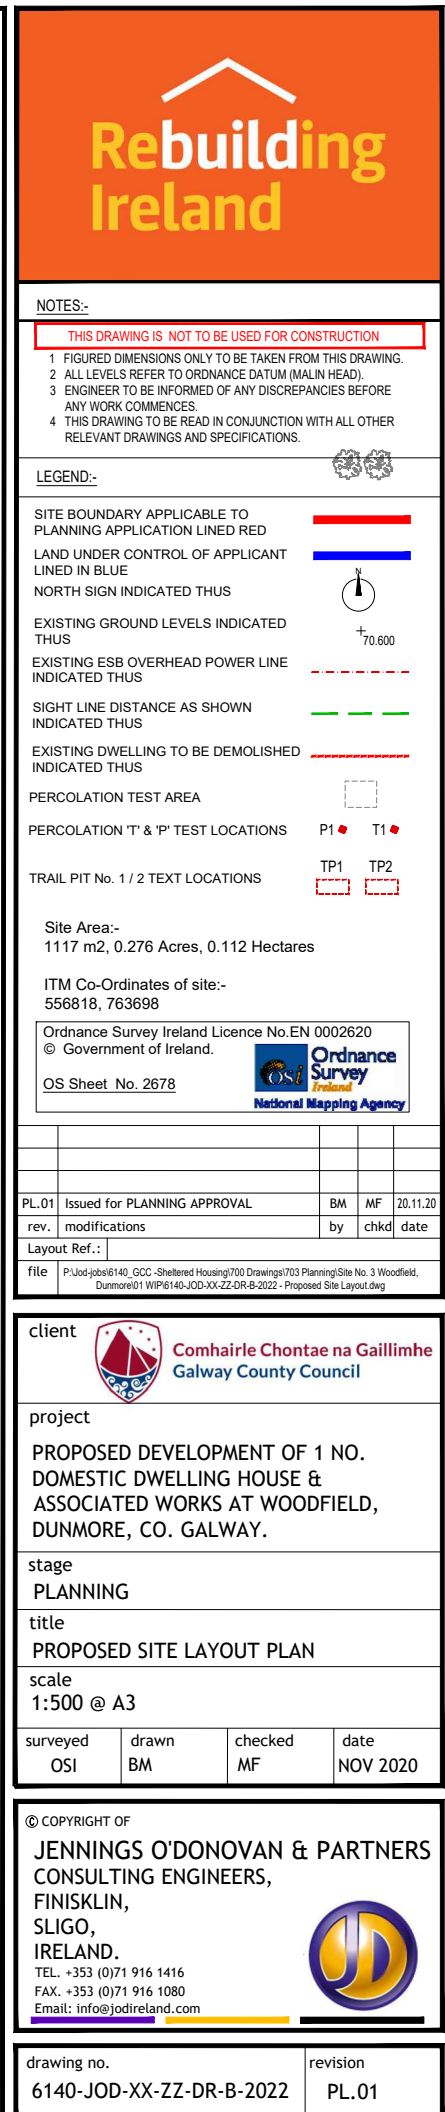 Rebuilding
Ireland
NOTES:-
THIS DRAWING IS NOT TO BE USED FOR CONSTRUCTION
1 FIGURED DIMENSIONS ONLY TO BE TAKEN FROM THIS DRAWING.
2 ALL LEVELS REFER TO ORDNANCE DATUM (MALIN HEAD).
3 ENGINEER TO BE INFORMED OF ANY DISCREPANCIES BEFORE
ANY WORK COMMENCES.
4 THIS DRAWING TO BE READ IN CONJUNCTION WITH ALL OTHER
RELEVANT DRAWINGS AND SPECIFICATIONS.
LEGEND:-
SITE BOUNDARY APPLICABLE TO
PLANNING APPLICATION LINED RED
LAND UNDER CONTROL OF APPLICANT
LINED IN BLUE
NORTH SIGN INDICATED THUS
N
EXISTING GROUND LEVELS INDICATED
THUS
70.600
EXISTING ESB OVERHEAD POWER LINE
INDICATED THUS
SIGHT LINE DISTANCE AS SHOWN
INDICATED THUS
EXISTING DWELLING TO BE DEMOLISHED
INDICATED THUS
PERCOLATION TEST AREA
PERCOLATION 'T' & 'P' TEST LOCATIONS P1 T1
TRAIL PIT No. 1 / 2 TEXT LOCATIONS TP1 TP2
Site Area:-
1117 m2, 0.276 Acres, 0.112 Hectares
ITM Co-Ordinates of site:-
556818, 763698
Ordnance Survey Ireland Licence No.EN 0002620
© Government of Ireland.
OS Sheet No. 2678
osi Ordnance
Survey
Ireland
National Mapping Agency
PL.01 Issued for PLANNING APPROVAL BM MF 20.11.20
rev. modifications by chkd date
Layout Ref.:
file P:\Jod-jobs\6140_GCC -Sheltered Housing\700 Drawings\703 Planning\Site No. 3 Woodfield,
Dunmore\01 WIP\6140-JOD-XX-ZZ-DR-B-2022 - Proposed Site Layout.dwg
client
Comhairle Chontae na Gaillimhe
Galway County Council
project
PROPOSED DEVELOPMENT OF 1 NO.
DOMESTIC DWELLING HOUSE &
ASSOCIATED WORKS AT WOODFIELD,
DUNMORE, CO. GALWAY.
stage
PLANNING
title
PROPOSED SITE LAYOUT PLAN
scale
1:500 @ A3
surveyed drawn checked date
OSI BM MF NOV 2020
© COPYRIGHT OF
JENNINGS O'DONOVAN & PARTNERS
CONSULTING ENGINEERS,
FINISKLIN,
SLIGO,
IRELAND.
TEL. +353 (0)71 916 1416
FAX. +353 (0)71 916 1080
Email: info@jodireland.com
JD
drawing no. revision
6140-JOD-XX-ZZ-DR-B-2022 PL.01